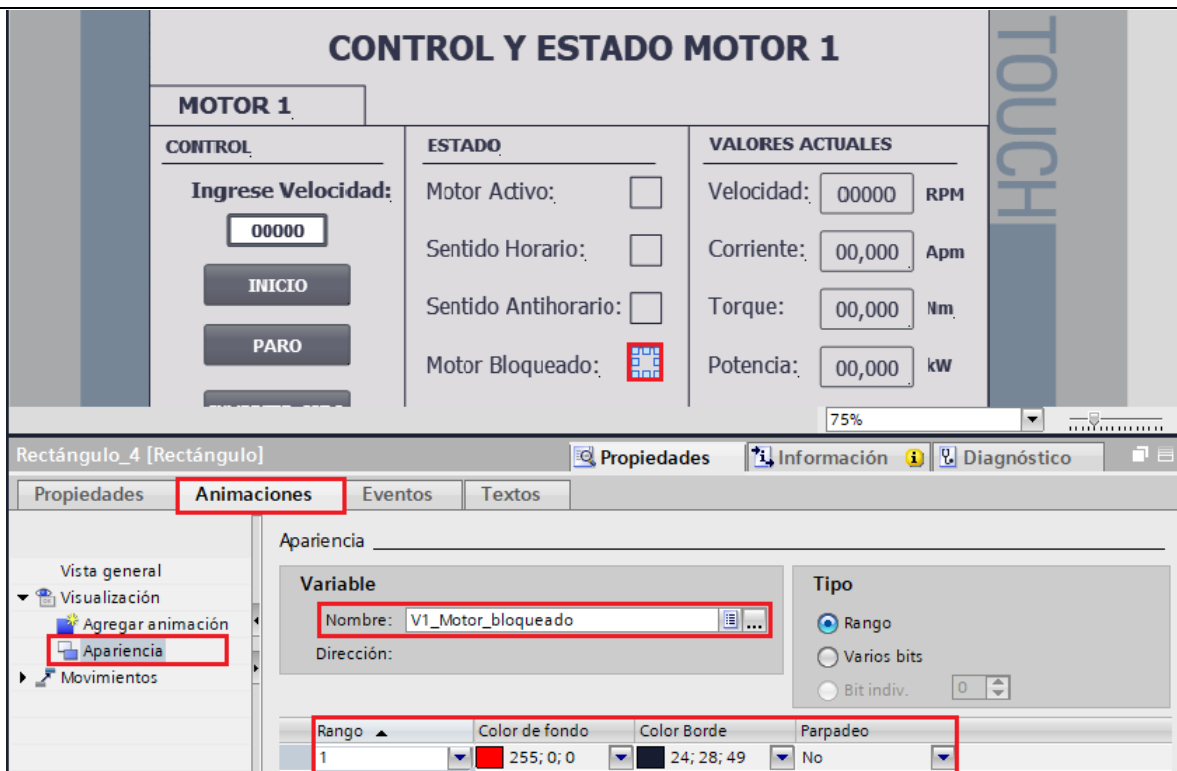 CONTROL Y ESTADO MOTOR 1
TOUCH
MOTOR 1
CONTROL
Ingrese Velocidad:
00000
INICIO
PARO
ESTADO
Motor Activo:
Sentido Horario:
Sentido Antihorario:
Motor Bloqueado:
VALORES ACTUALES
Velocidad: 00000 RPM
Corriente: 00,000 Apm
Torque: 00,000 Nm
Potencia: 00,000 kW
75%
Rectángulo_4 [Rectángulo]
Propiedades Información Diagnóstico
Propiedades Animaciones Eventos Textos
Vista general
Visualización
Agregar animación
Apariencia
Movimientos
Apariencia
Variable
Nombre: V1_Motor_bloqueado
Dirección:
Tipo
Rango
Varios bits
Bit indiv. 0
Rango Color de fondo Color Borde Parpadeo
1 255; 0; 0 24; 28; 49 No